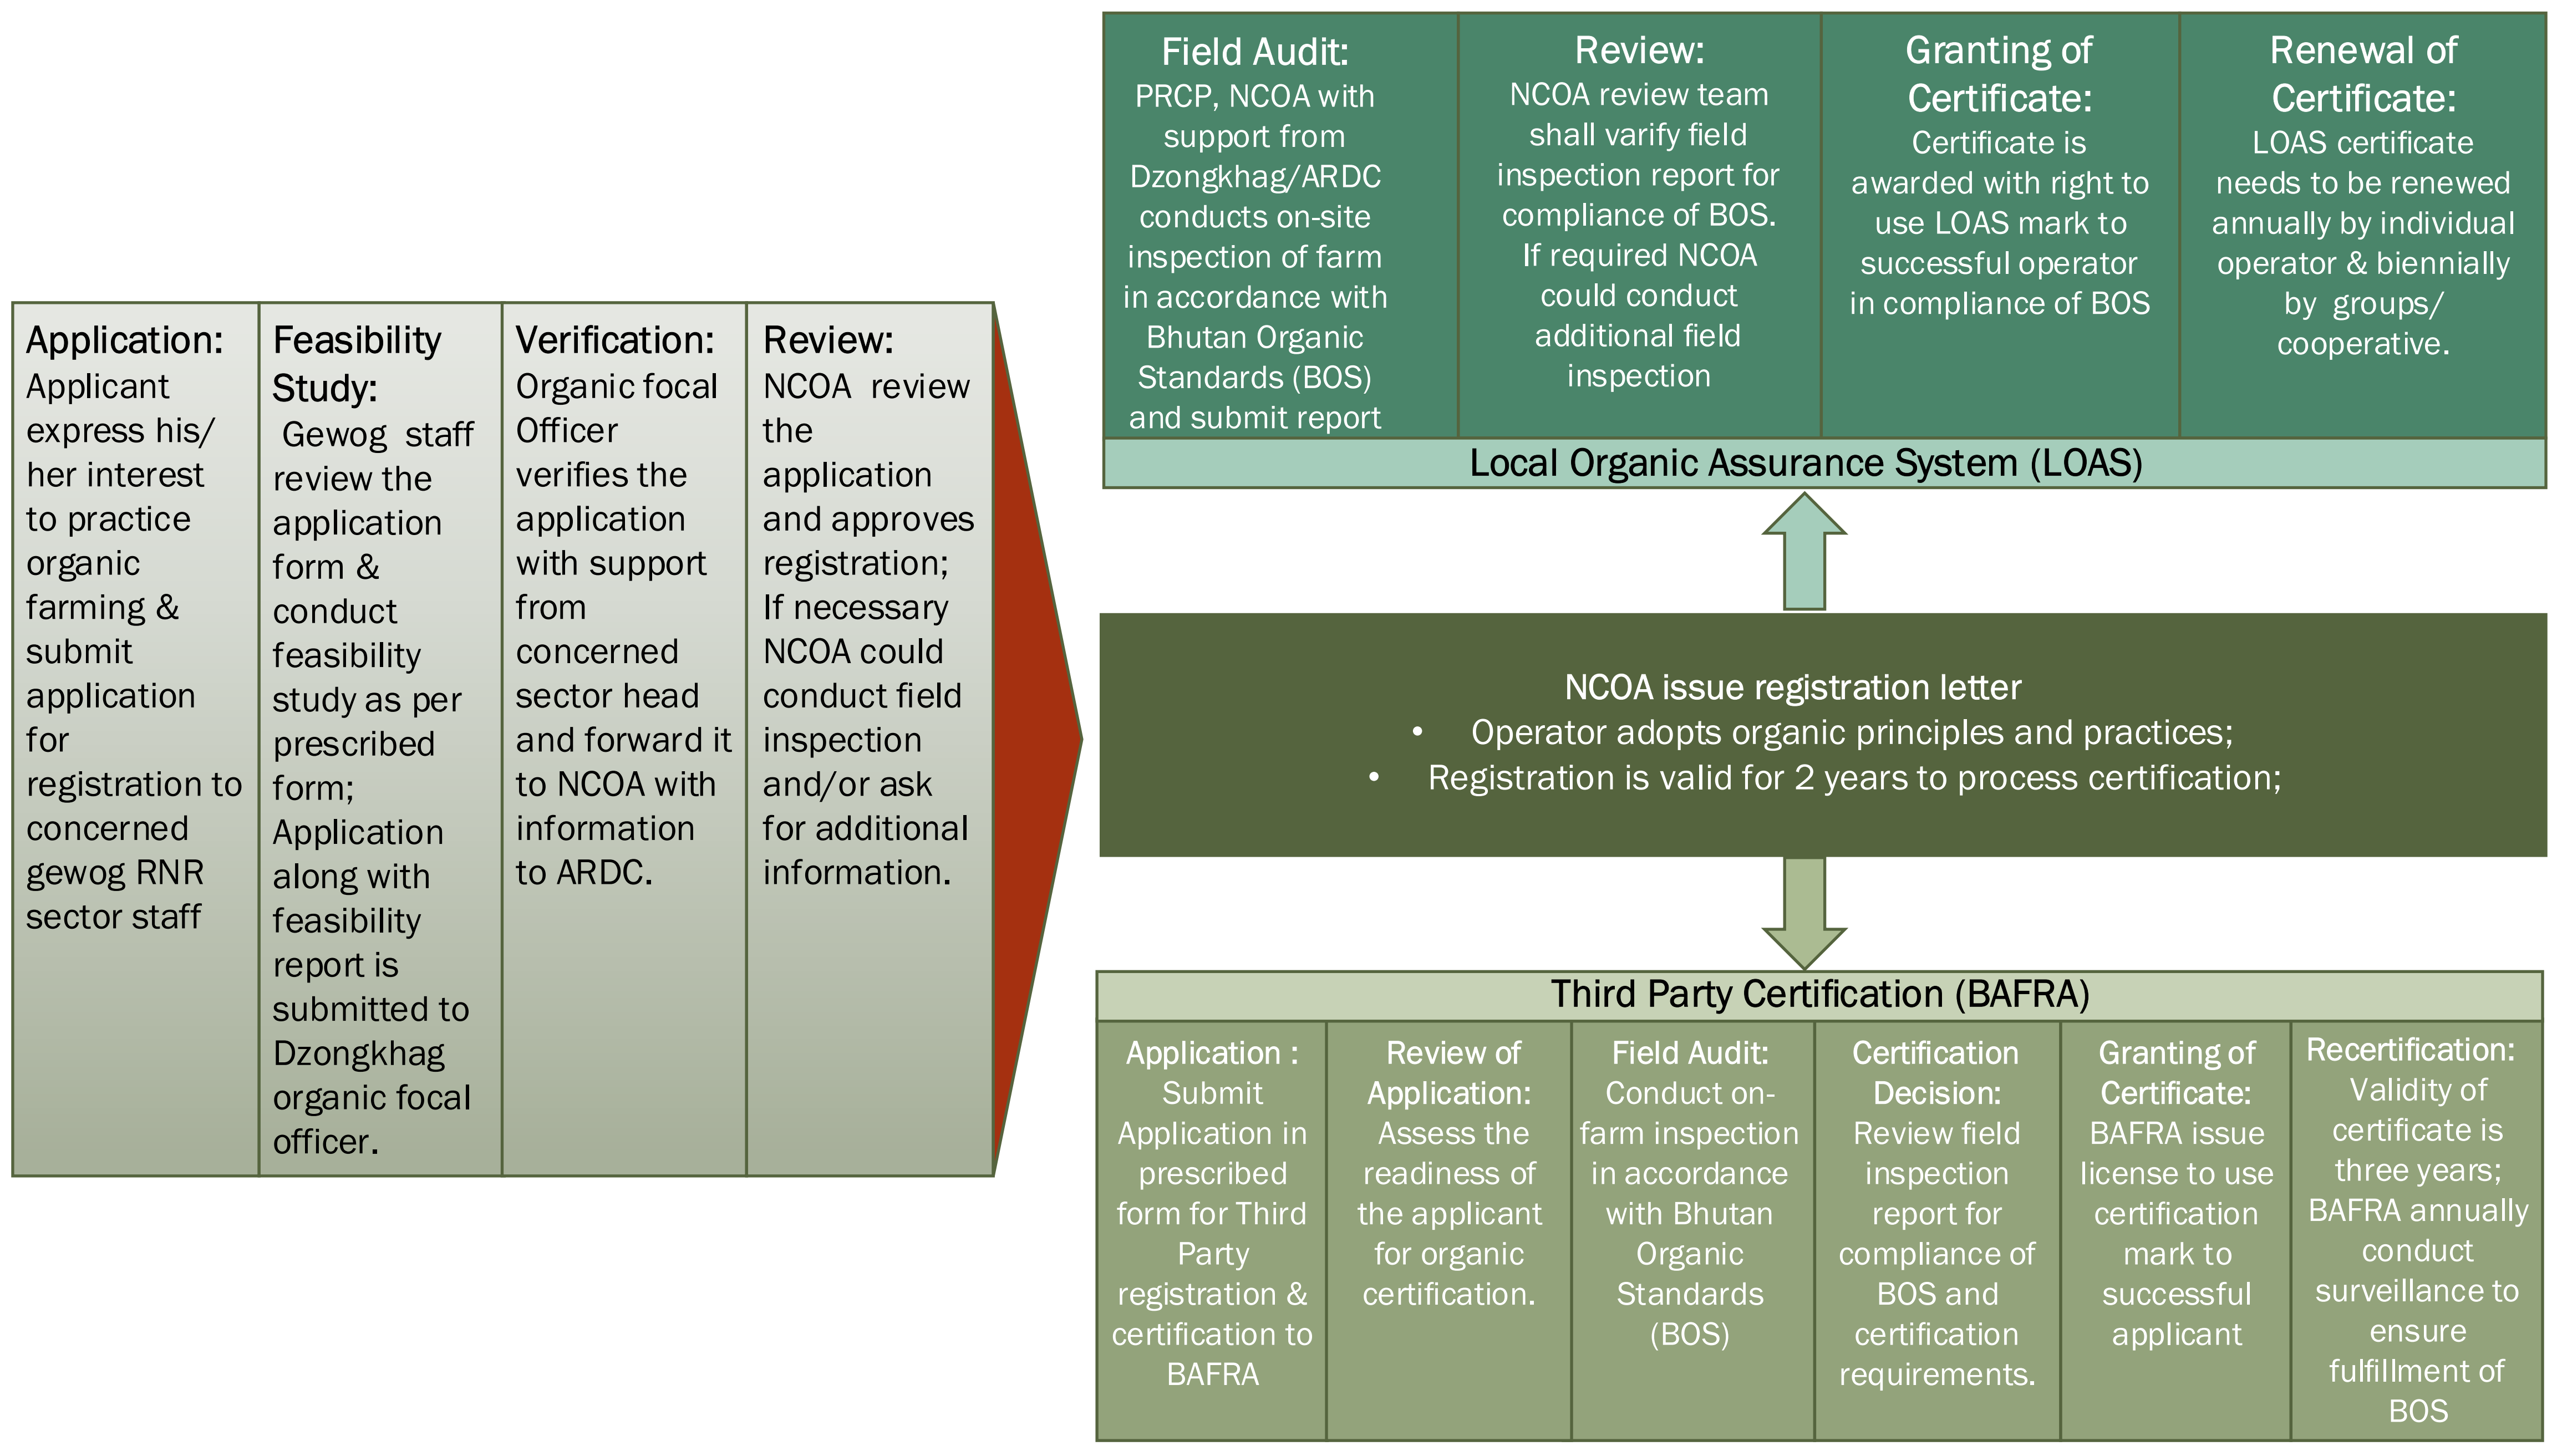 Application:
Applicant
express his/
her interest
to practice
organic
farming &
submit
application
for
registration to
concerned
gewog RNR
sector staff
Feasibility
Study:
Gewog staff
review the
application
form &
conduct
feasibility
study as per
prescribed
form;
Application
along with
feasibility
report is
submitted to
Dzongkhag
organic focal
officer.
Verification:
Organic focal
Officer
verifies the
application
with support
from
concerned
sector head
and forward it
to NCOA with
information
to ARDC.
Review:
NCOA review
the
application
and approves
registration;
If necessary
NCOA could
conduct field
inspection
and/or ask
for additional
information.
Field Audit:
PRCP, NCOA with
support from
Dzongkhag/ARDC
conducts on-site
inspection of farm
in accordance with
Bhutan Organic
Standards (BOS)
and submit report
Review:
NCOA review team
shall varify field
inspection report for
compliance of BOS.
If required NCOA
could conduct
additional field
inspection
Granting of
Certificate:
Certificate is
awarded with right to
use LOAS mark to
successful operator
in compliance of BOS
Renewal of
Certificate:
LOAS certificate
needs to be renewed
annually by individual
operator & biennially
by groups/
cooperative.
Local Organic Assurance System (LOAS)
NCOA issue registration letter
• Operator adopts organic principles and practices;
• Registration is valid for 2 years to process certification;
Third Party Certification (BAFRA)
Application :
Submit
Application in
prescribed
form for Third
Party
registration &
certification to
BAFRA
Review of
Application:
Assess the
readiness of
the applicant
for organic
certification.
Field Audit:
Conduct on-
farm inspection
in accordance
with Bhutan
Organic
Standards
(BOS)
Certification
Decision:
Review field
inspection
report for
compliance of
BOS and
certification
requirements.
Granting of
Certificate:
BAFRA issue
license to use
certification
mark to
successful
applicant
Recertification:
Validity of
certificate is
three years;
BAFRA annually
conduct
surveillance to
ensure
fulfillment of
BOS